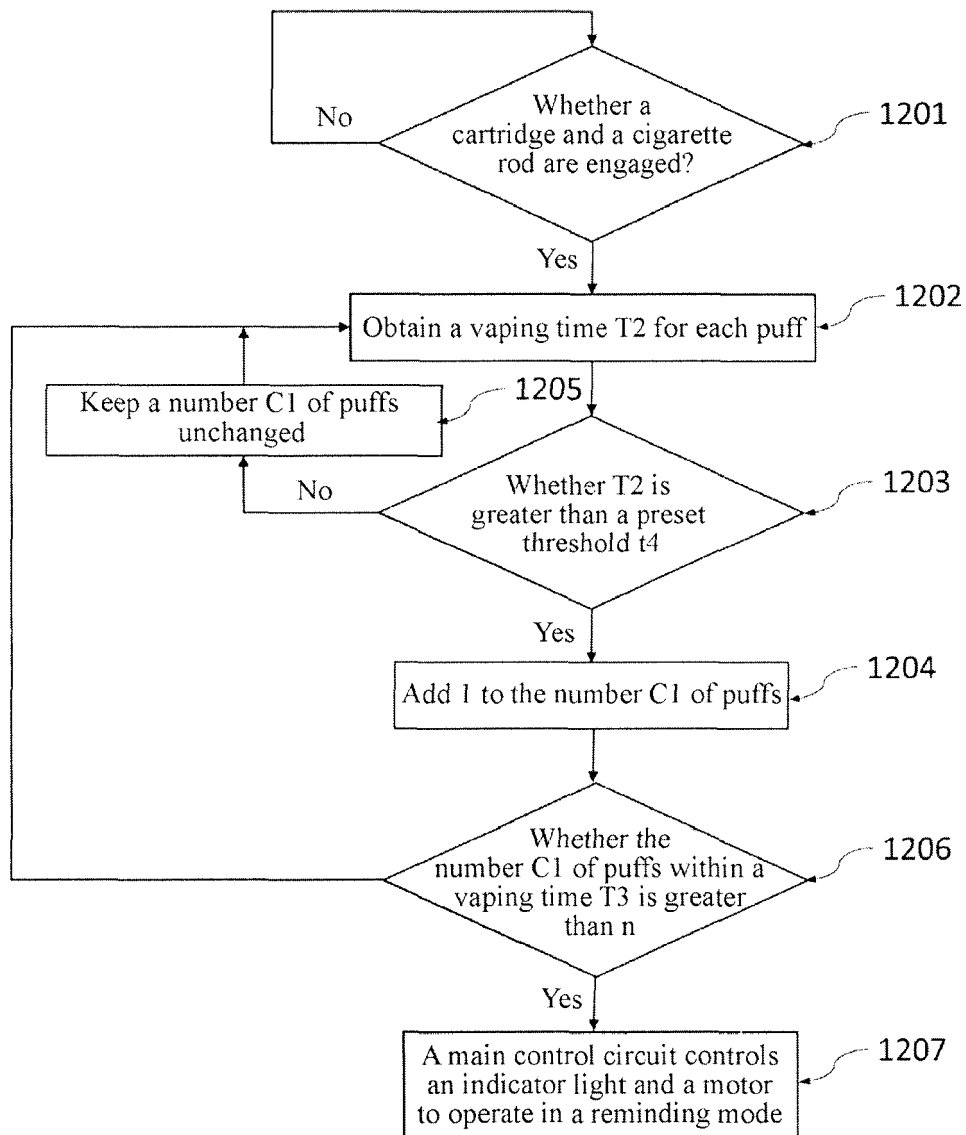 Whether a
cartridge and a cigarette
rod are engaged?
1201
No
Yes
1202
Obtain a vaping time T2 for each puff
1205
Keep a number C1 of puffs
unchanged
No
Whether T2 is
greater than a preset
threshold t4
1203
Yes
1204
Add 1 to the number C1 of puffs
Whether the
number C1 of puffs within a
vaping time T3 is greater
than n
1206
Yes
A main control circuit controls
an indicator light and a motor
to operate in a reminding mode
1207